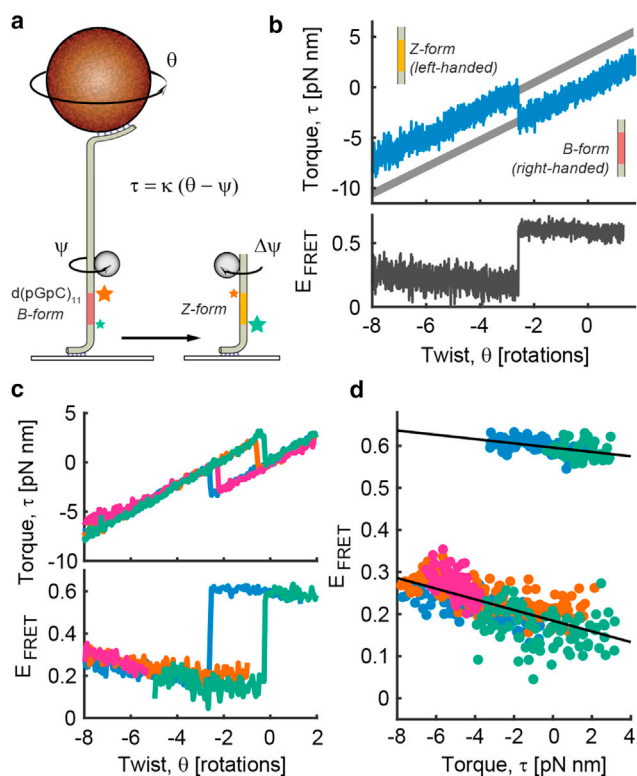 a
θ
τ = κ (θ − ψ)
ψ
Δψ
d(pGpC)₁₁
B-form
Z-form
b
Torque, τ [pN nm]
5
0
-5
-10
Z-form
(left-handed)
B-form
(right-handed)
E FRET
0.5
0
-8 -6 -4 -2 0
Twist, θ [rotations]
c
Torque, τ [pN nm]
5
0
-5
-10
E FRET
0.6
0.4
0.2
0
-8 -6 -4 -2 0 2
Twist, θ [rotations]
d
E FRET
0.6
0.5
0.4
0.3
0.2
0.1
0
-8 -6 -4 -2 0 2 4
Torque, τ [pN nm]